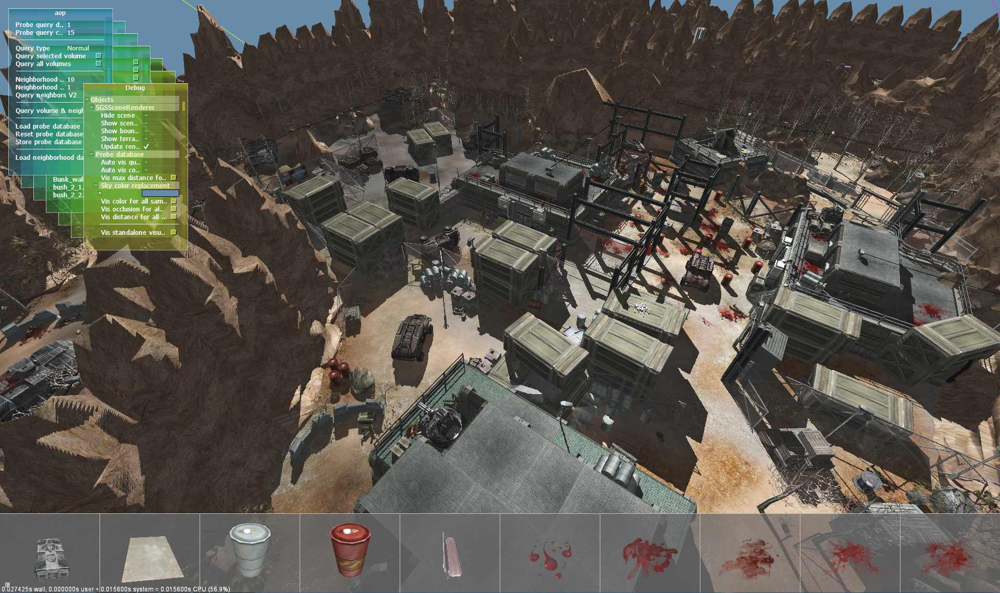 aop
Probe query d.. 1
Probe query c.. 15
Query type Normal
Query selected volume
Query all volumes
Neighborhood .. 10
Neighborhood .. 1
Query neighbors V2
Query volume & neigh
Load probe database
Reset probe database
Store probe database
Load neighborhood da
Bunk_wal
bush_2_1.
bush_2_2.
Debug
Objects
SGSSceneRenderer
Hide scene
Show scen..
Show boun..
Show terra..
Update ren..
Probe database
Auto vis qu..
Auto vis co..
Vis max distance fo..
Sky color replacement
Vis color for all sam..
Vis occlusion for al..
Vis distance for all ..
Vis standalone visu..
0.027425s wall, 0.000000s user + 0.015600s system = 0.015600s CPU (56.9%)